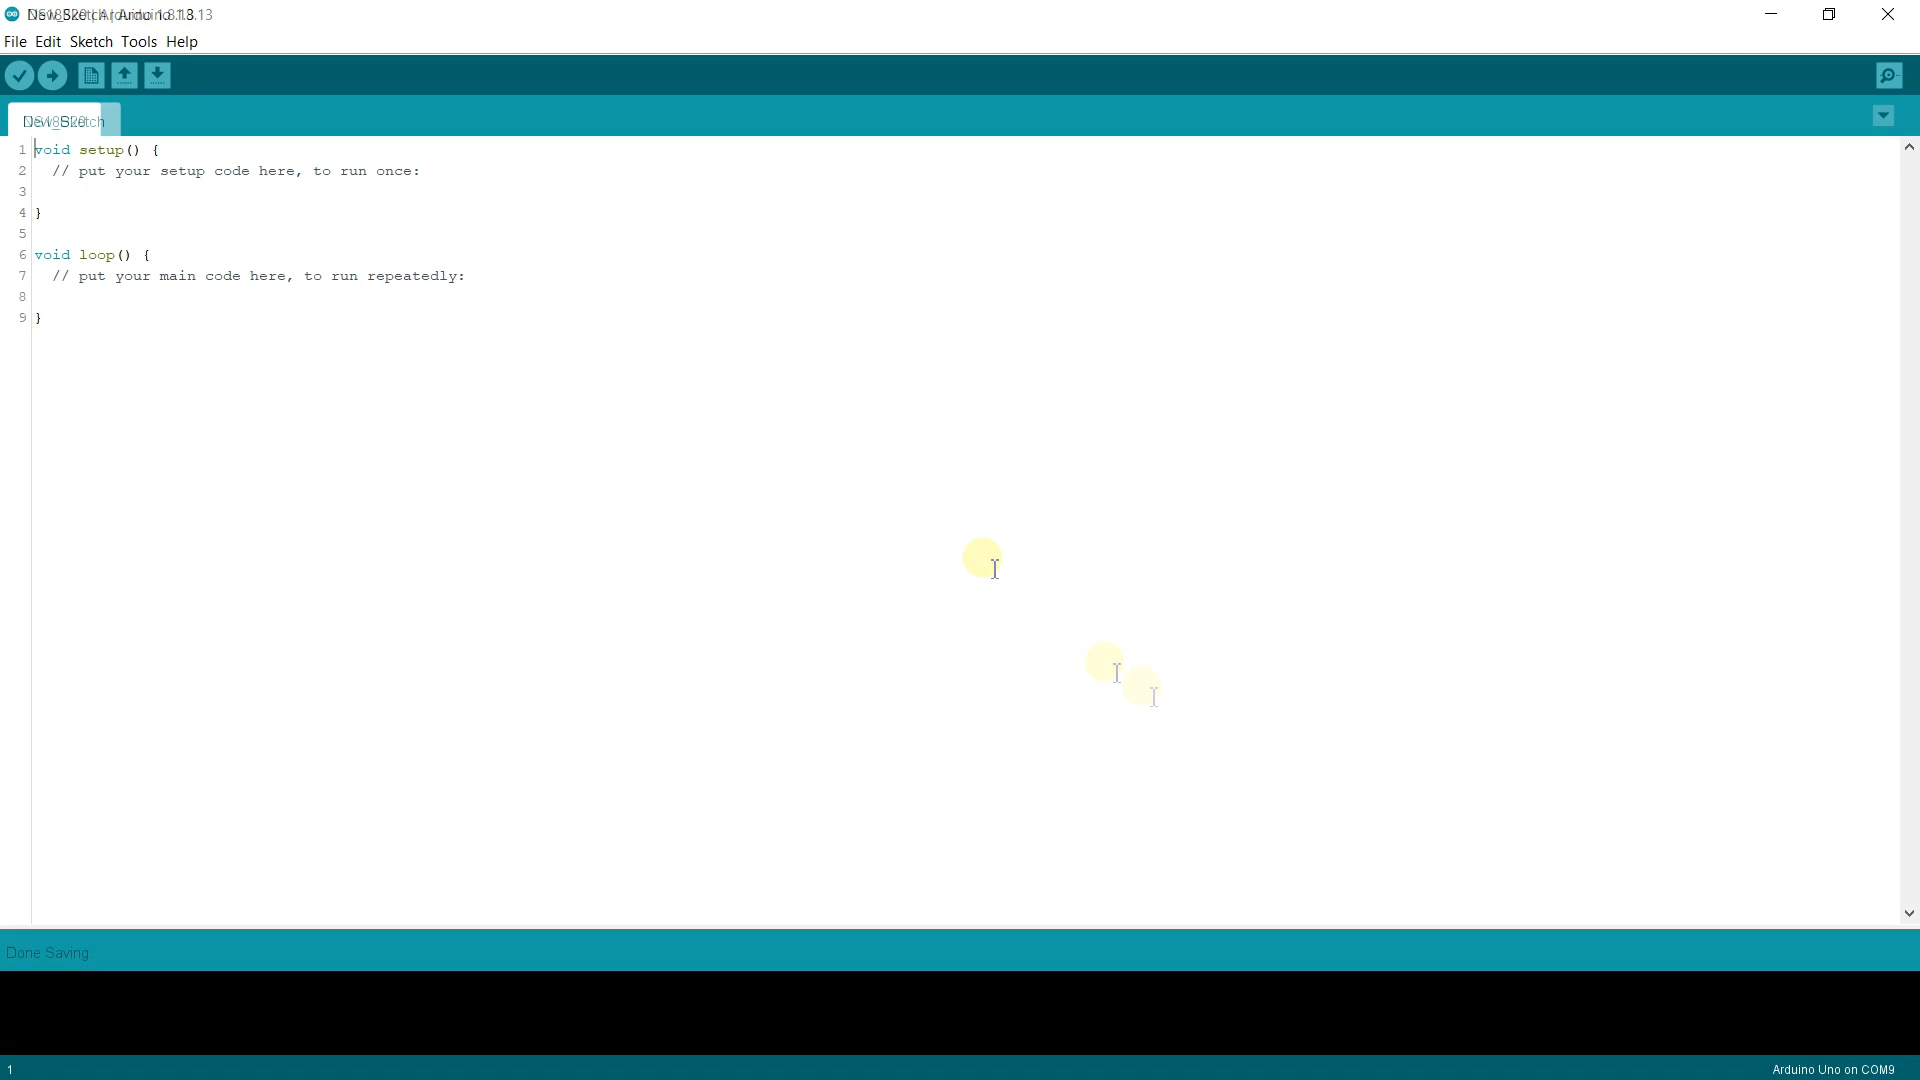 File Edit Sketch Tools Help
1 void setup() {
2 // put your setup code here, to run once:
3
4 }
5
6 void loop() {
7 // put your main code here, to run repeatedly:
8
9 }
Done Saving.
1 Arduino Uno on COM9